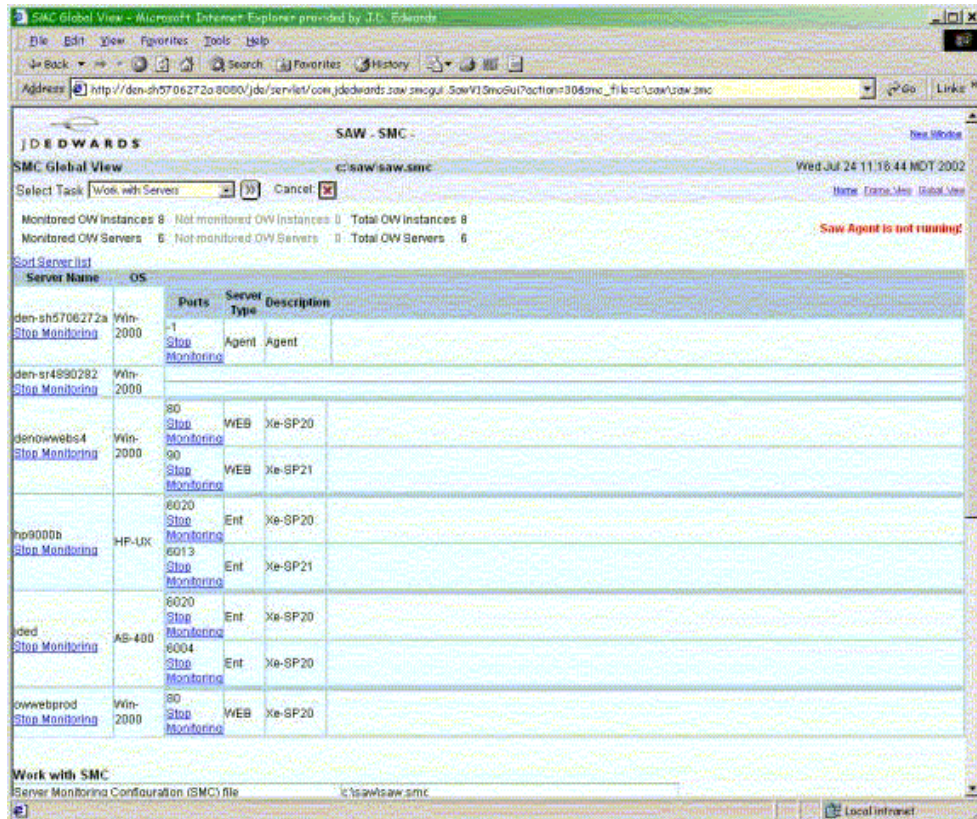 SMC Global View - Microsoft Internet Explorer provided by J.D. Edwards
File Edit View Favorites Tools Help
Back Search Favorites History
Address http://den-sh5706272a:8080/jde/servlet/com.jdedwards.saw.smcgui.SawV1SmcGui?action=30&smc_file=c:\saw\saw.smc Go Links
JDEDWARDS
SAW - SMC -
New Window
SMC Global View c:\saw\saw.smc Wed Jul 24 11:16:44 MDT 2002
Select Task Work with Servers Cancel:
Home Frame View Global View
Monitored OW Instances 8 Not monitored OW Instances 0 Total OW Instances 8
Saw Agent is not running!
Monitored OW Servers 6 Not monitored OW Servers 0 Total OW Servers 6
Sort Server list
Server Name OS
Ports Server Type Description
den-sh5706272a Stop Monitoring Win-2000
-1 Stop Monitoring Agent Agent
den-sr4890282 Stop Monitoring Win-2000
denowwebs4 Stop Monitoring Win-2000
80 Stop Monitoring WEB Xe-SP20
90 Stop Monitoring WEB Xe-SP21
hp9000b Stop Monitoring HP-UX
6020 Stop Monitoring Ent Xe-SP20
6013 Stop Monitoring Ent Xe-SP21
jded Stop Monitoring AS-400
6020 Stop Monitoring Ent Xe-SP20
6004 Stop Monitoring Ent Xe-SP20
owwebprod Stop Monitoring Win-2000
80 Stop Monitoring WEB Xe-SP20
Work with SMC
Server Monitoring Configuration (SMC) file c:\saw\saw.smc
Local intranet